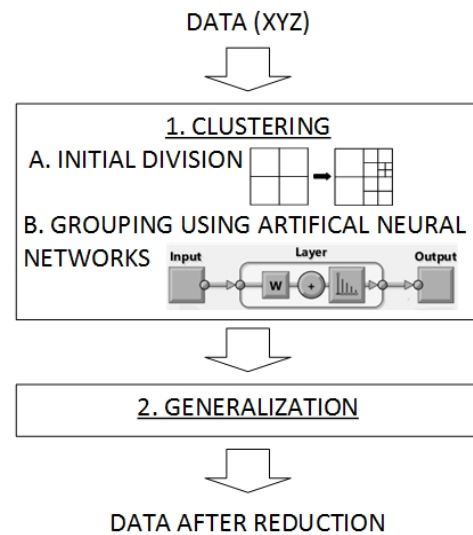 DATA (XYZ)
1. CLUSTERING
A. INITIAL DIVISION
B. GROUPING USING ARTIFICAL NEURAL
NETWORKS
Input
Layer
Output
W
+
2. GENERALIZATION
DATA AFTER REDUCTION